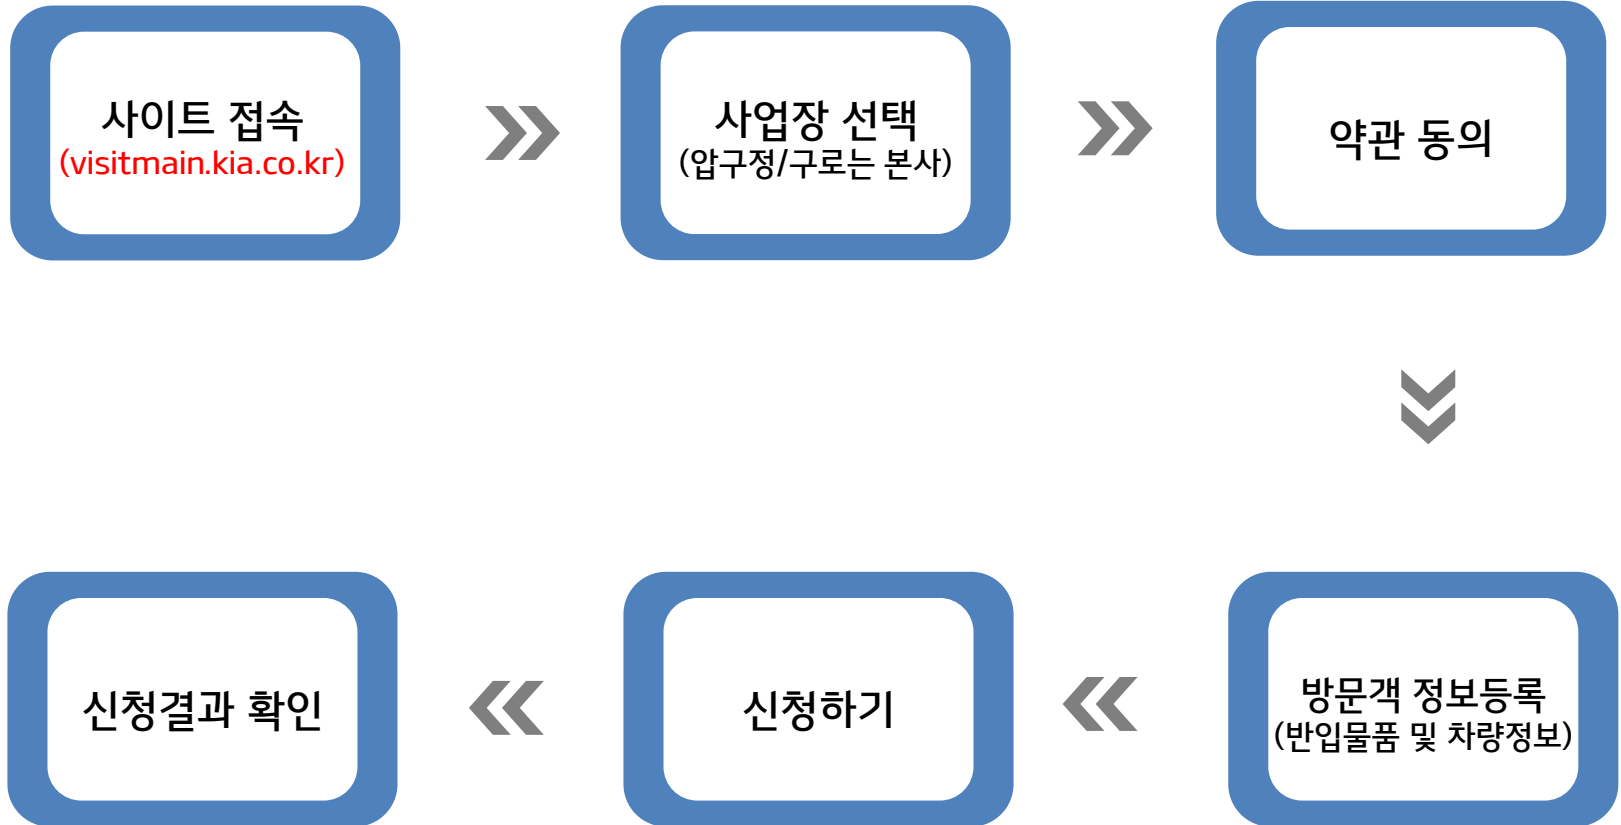 사이트 접속
(visitmain.kia.co.kr)
사업장 선택
(압구정/구로는 본사)
약관 동의
방문객 정보등록
(반입물품 및 차량정보)
신청하기
신청결과 확인